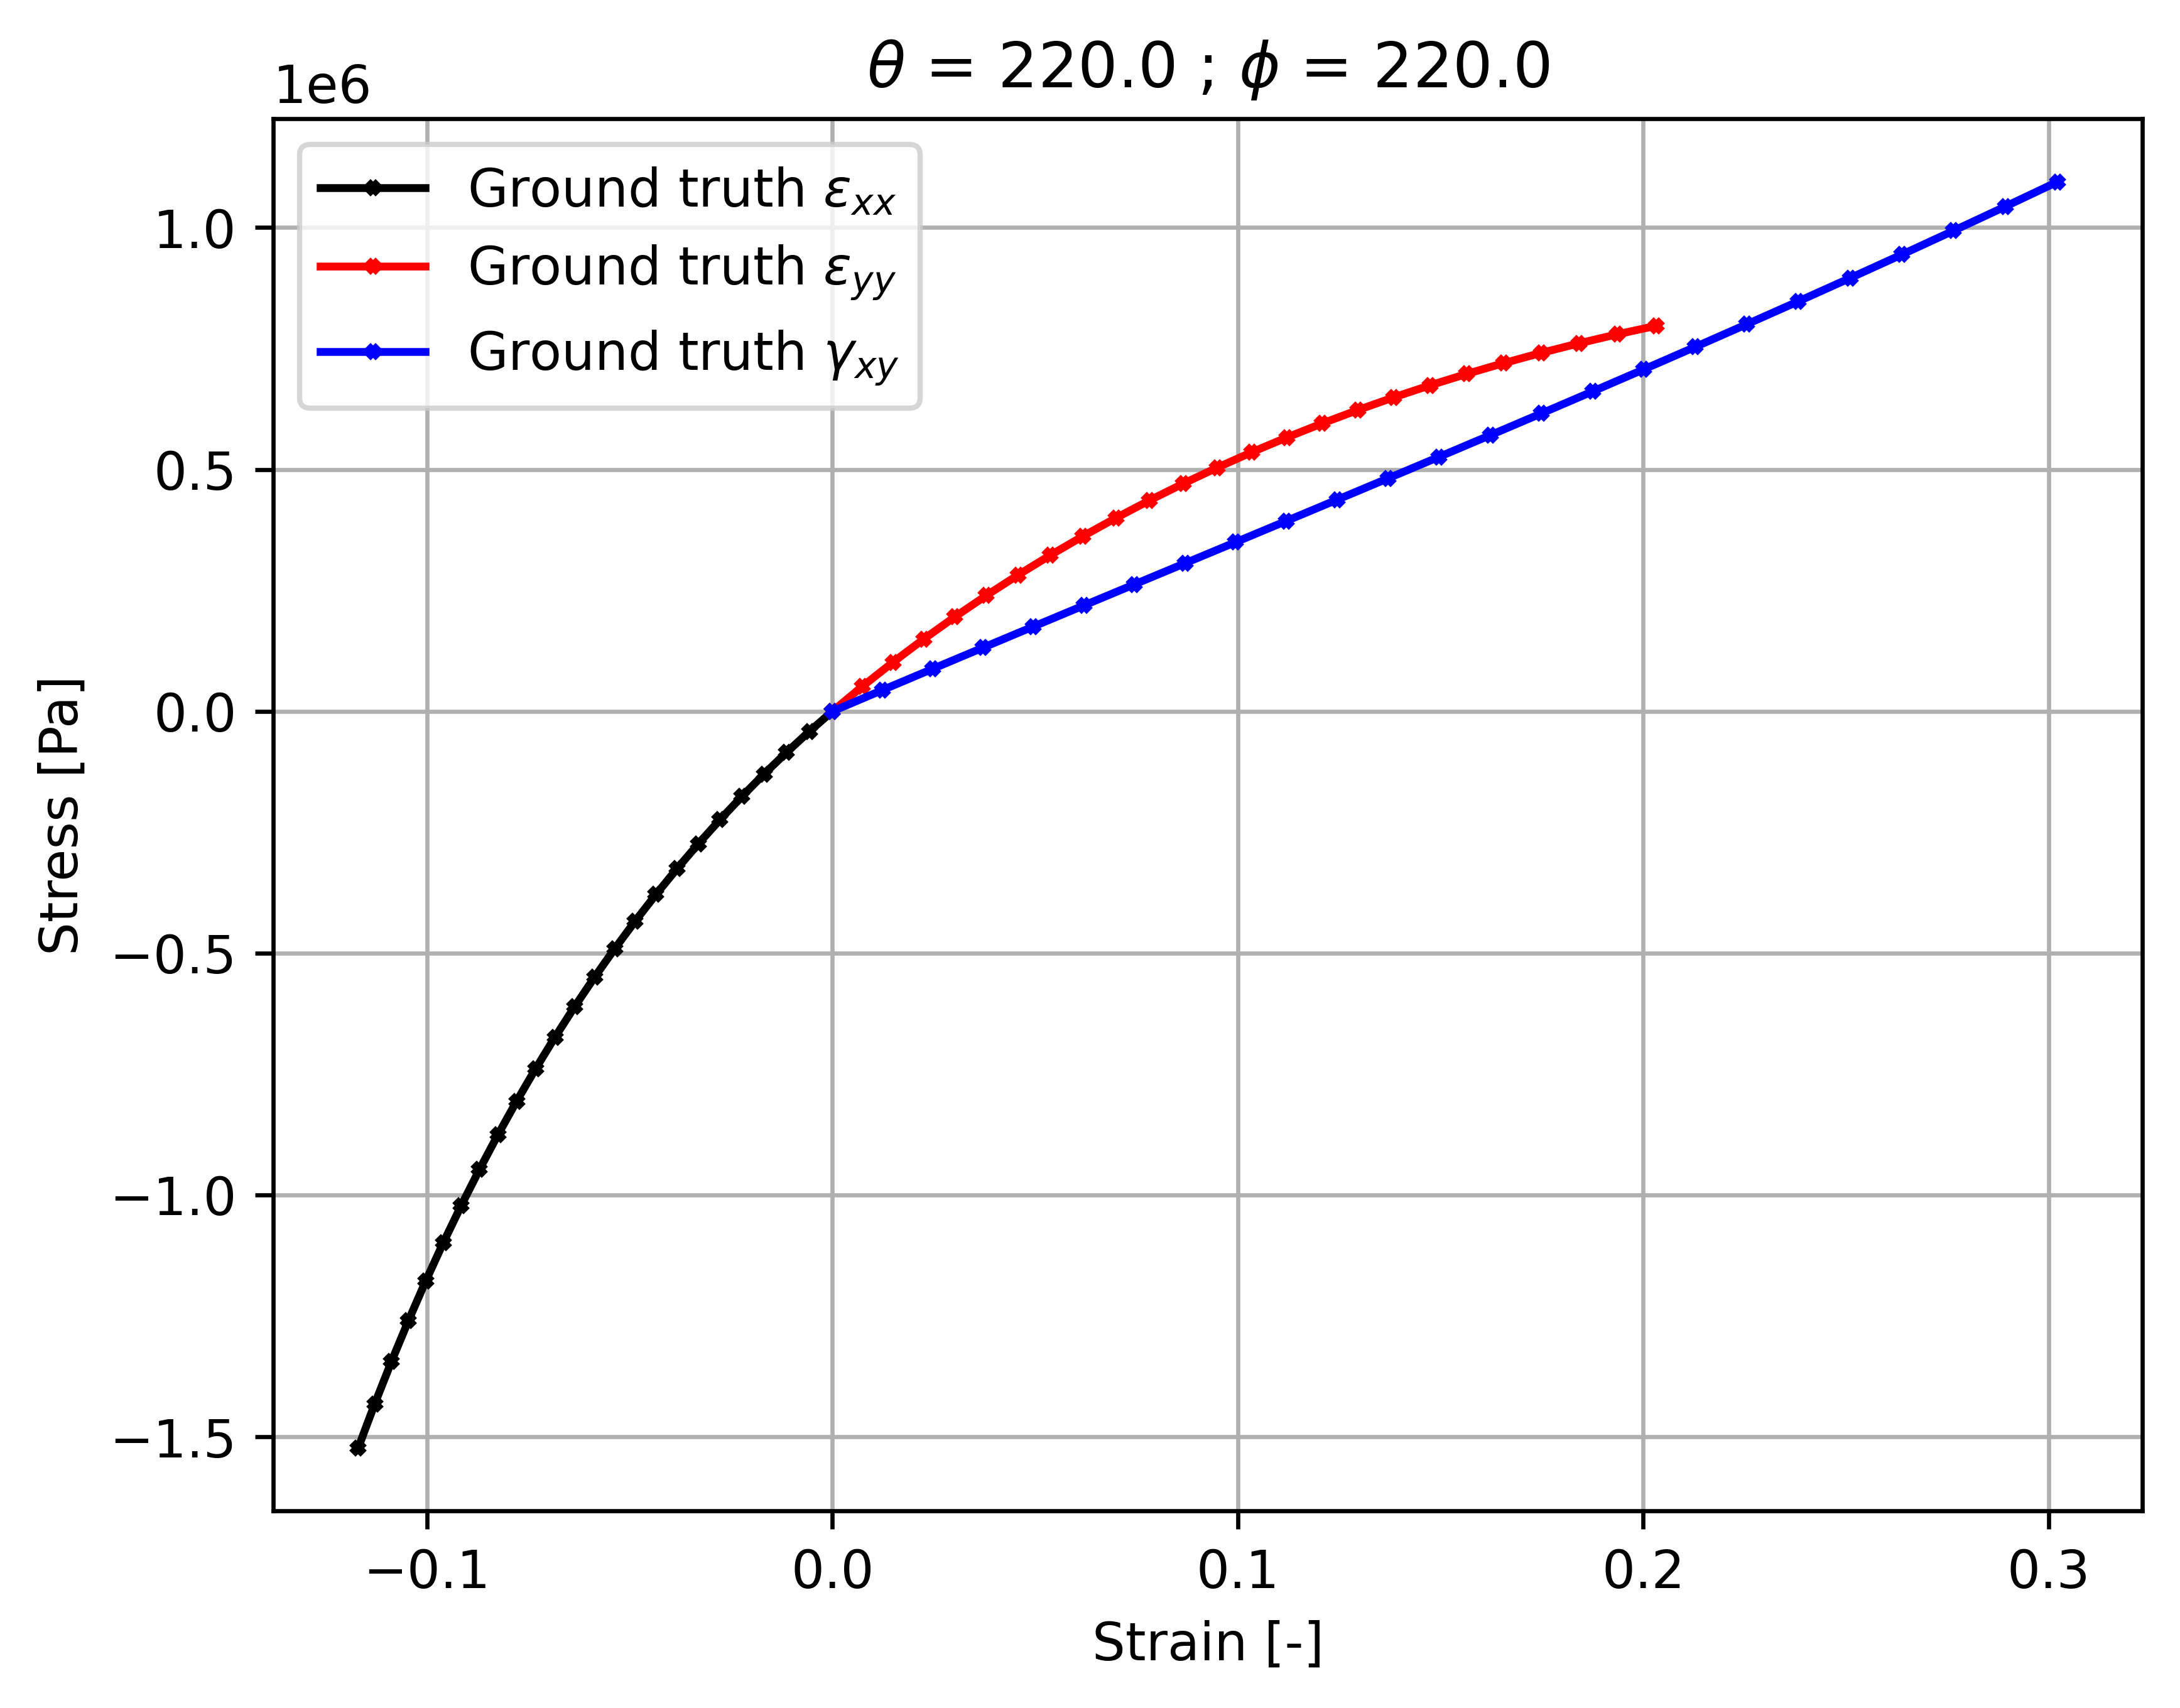 θ = 220.0 ; ϕ = 220.0
1e6
Ground truth εxx
Ground truth εyy
Ground truth γxy
1.0
0.5
0.0
−0.5
−1.0
−1.5
Stress [Pa]
−0.1 0.0 0.1 0.2 0.3
Strain [-]